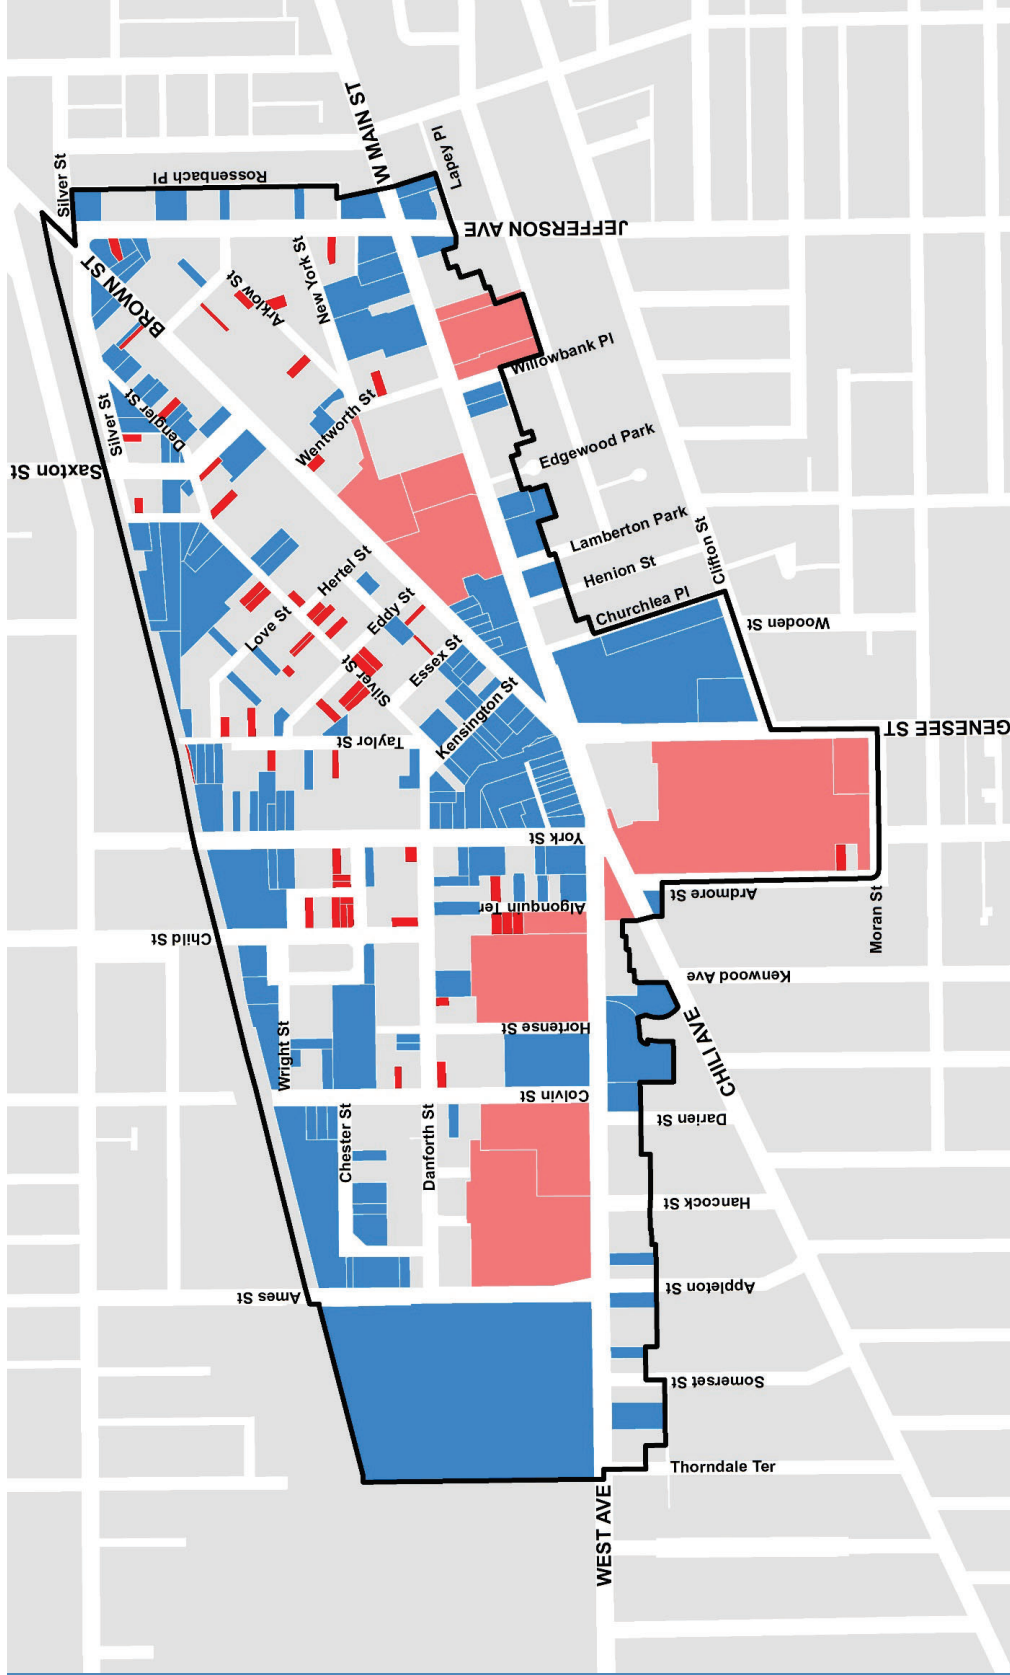 Silver St
Rossenbach Pl
W MAIN ST
Lapey Pl
JEFFERSON AVE
BROWN ST
Arklow St
New York St
Willowbank Pl
Silver St
Dengler St
Wentworth St
Saxton St
Edgewood Park
Lamberton Park
Clifton St
Henion St
Hertel St
Churchlea Pl
Eddy St
Love St
Wooden St
Essex St
Silver St
Kensington St
Taylor St
GENESEE ST
York St
Algonquin Ter
Ardmore St
Moran St
Child St
Kenwood Ave
Hortense St
Wright St
CHILI AVE
Colvin St
Darien St
Chester St
Danforth St
Hancock St
Appleton St
Ames St
Somerset St
Thorndale Ter
WEST AVE